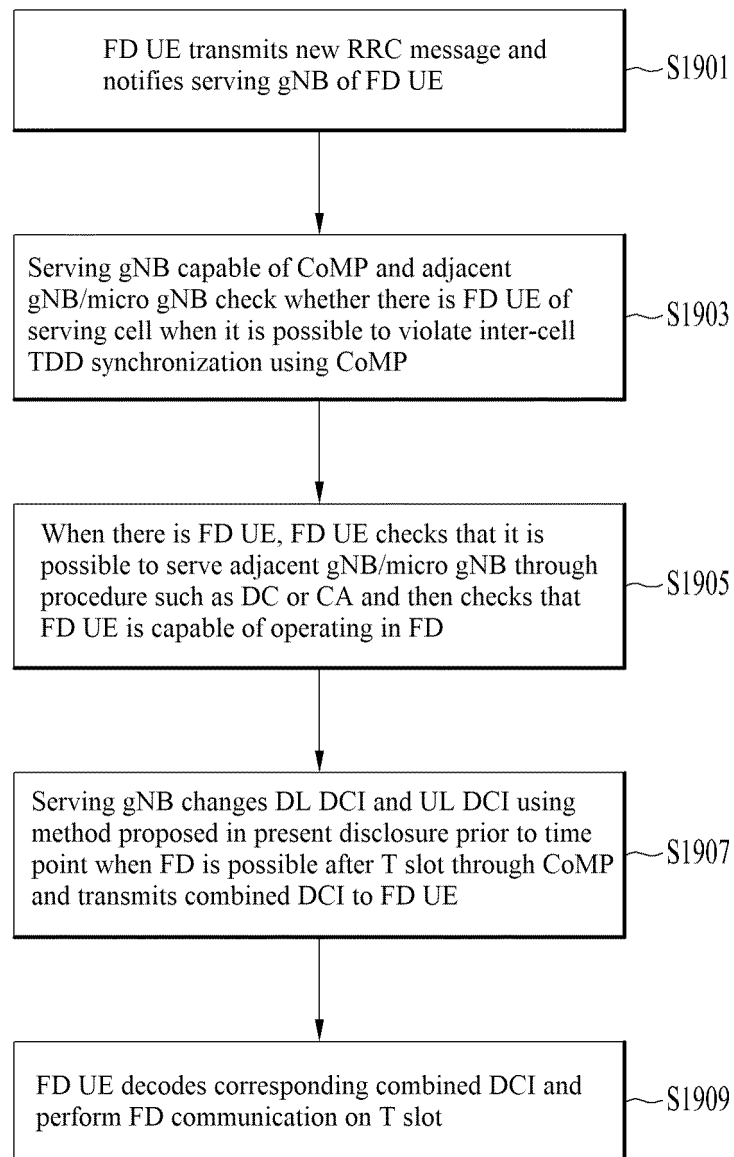 FD UE transmits new RRC message and
notifies serving gNB of FD UE
S1901
Serving gNB capable of CoMP and adjacent
gNB/micro gNB check whether there is FD UE of
serving cell when it is possible to violate inter-cell
TDD synchronization using CoMP
S1903
When there is FD UE, FD UE checks that it is
possible to serve adjacent gNB/micro gNB through
procedure such as DC or CA and then checks that
FD UE is capable of operating in FD
S1905
Serving gNB changes DL DCI and UL DCI using
method proposed in present disclosure prior to time
point when FD is possible after T slot through CoMP
and transmits combined DCI to FD UE
S1907
FD UE decodes corresponding combined DCI and
perform FD communication on T slot
S1909